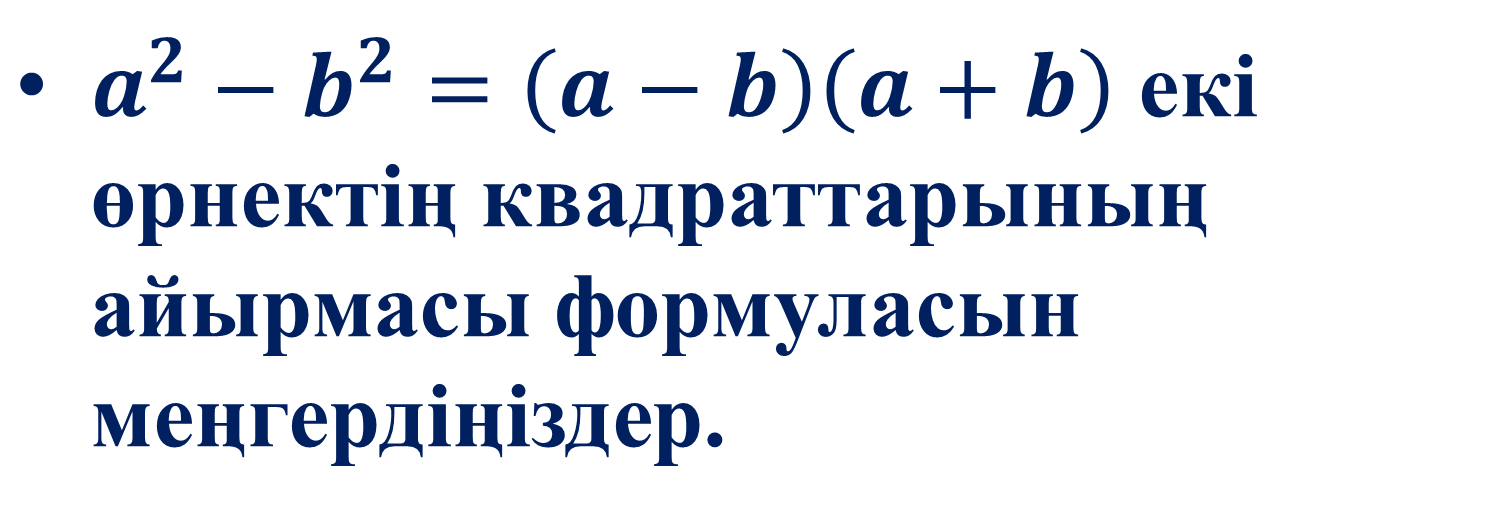 • a² − b² = (a − b)(a + b) екі
өрнектің квадраттарының
айырмасы формуласын
меңгердіңіздер.